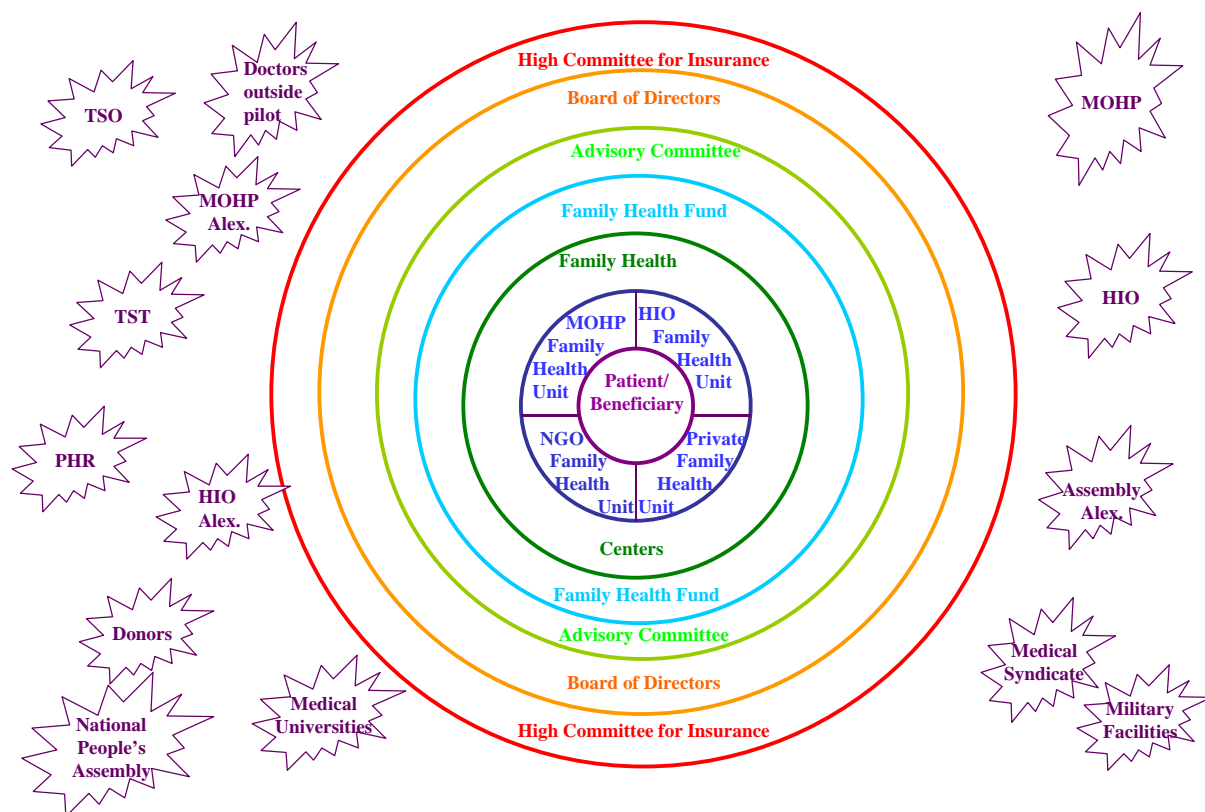 High Committee for Insurance
Board of Directors
Advisory Committee
Family Health Fund
Family Health
MOHP
Family
Health
Unit
HIO
Family
Health
Unit
Patient/
Beneficiary
NGO
Family
Health
Unit
Private
Family
Health
Unit
Centers
Family Health Fund
Advisory Committee
Board of Directors
High Committee for Insurance
Doctors
outside
pilot
TSO
MOHP
Alex.
TST
PHR
HIO
Alex.
Donors
National
People's
Assembly
Medical
Universities
MOHP
HIO
Assembly
Alex.
Medical
Syndicate
Military
Facilities